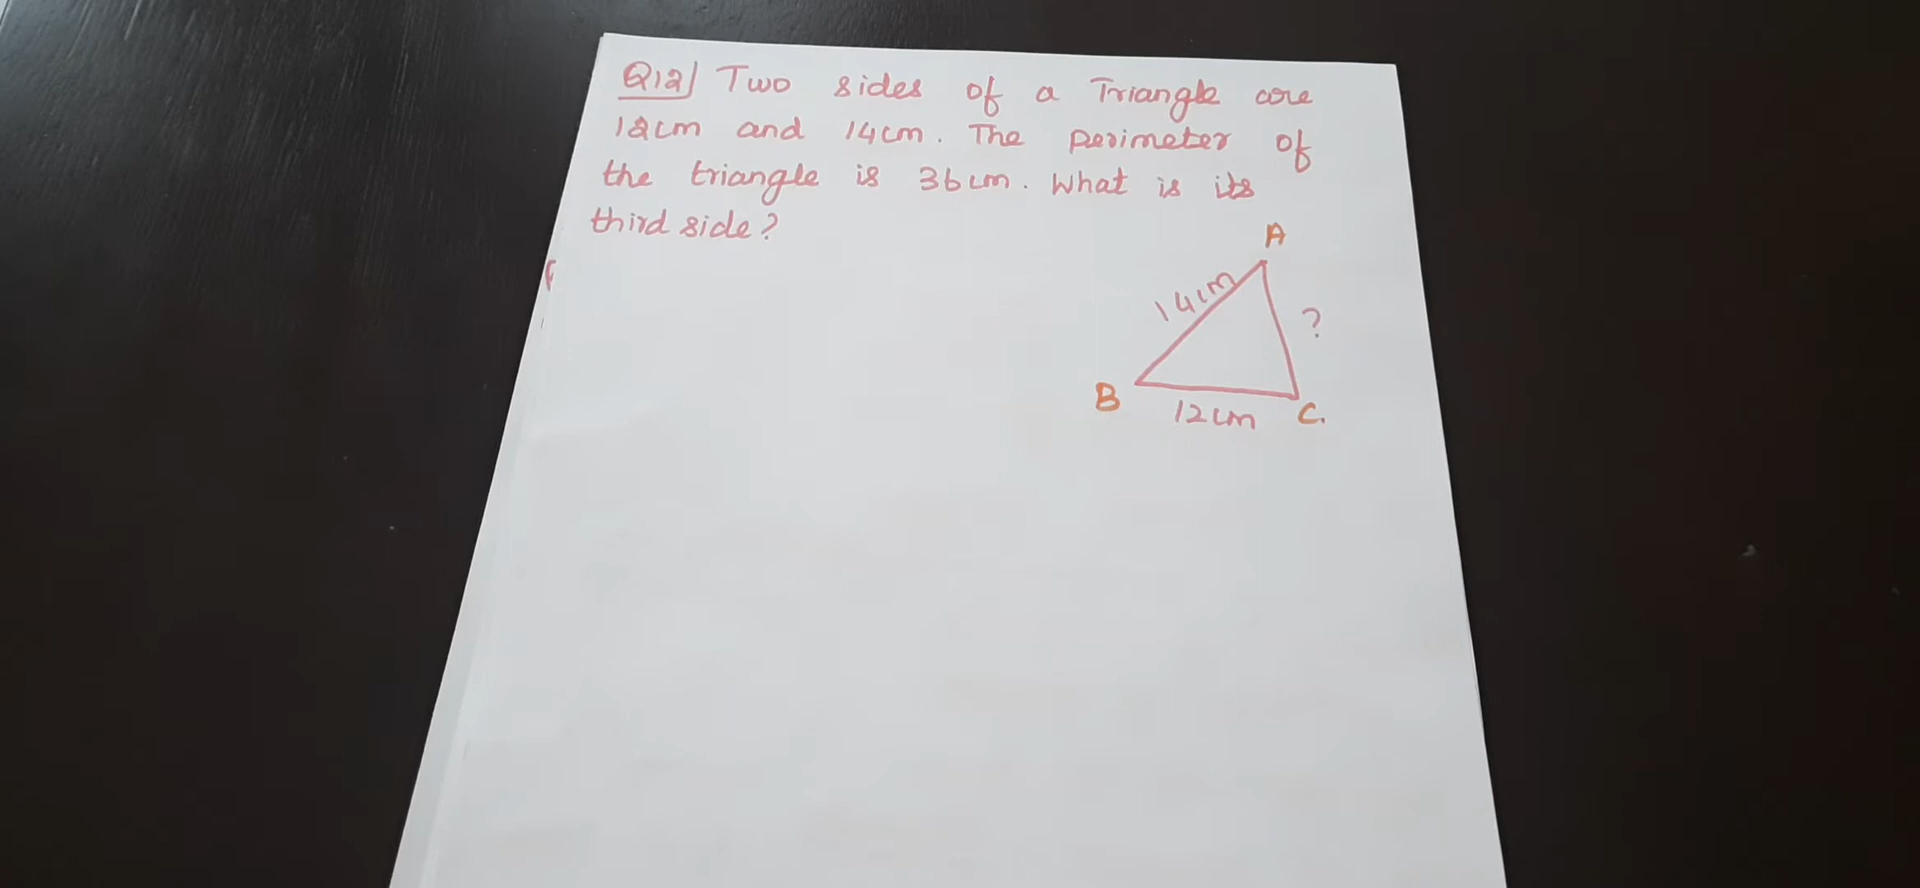 Q12) Two sides of a Triangle are
12cm and 14cm. The perimeter of
the triangle is 36cm. What is its
third side?
A
14cm
?
B
12cm
C.